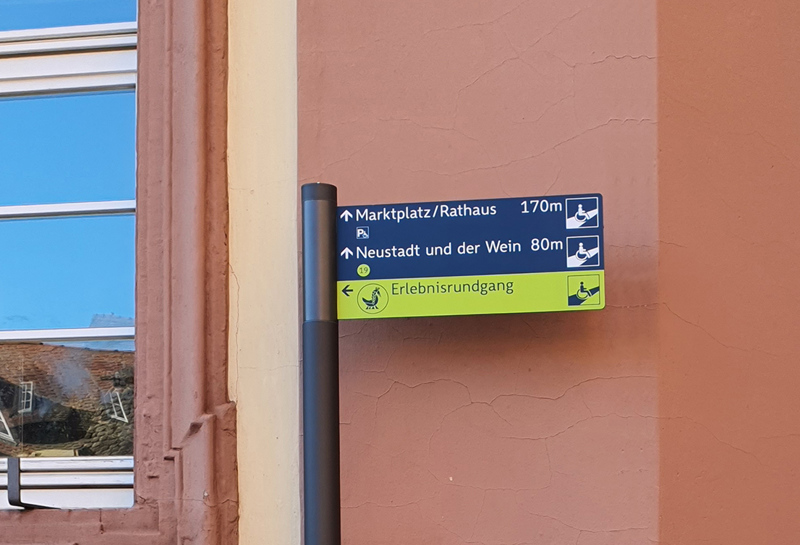 Marktplatz/Rathaus 170m
P
Neustadt und der Wein 80m
19
Erlebnisrundgang